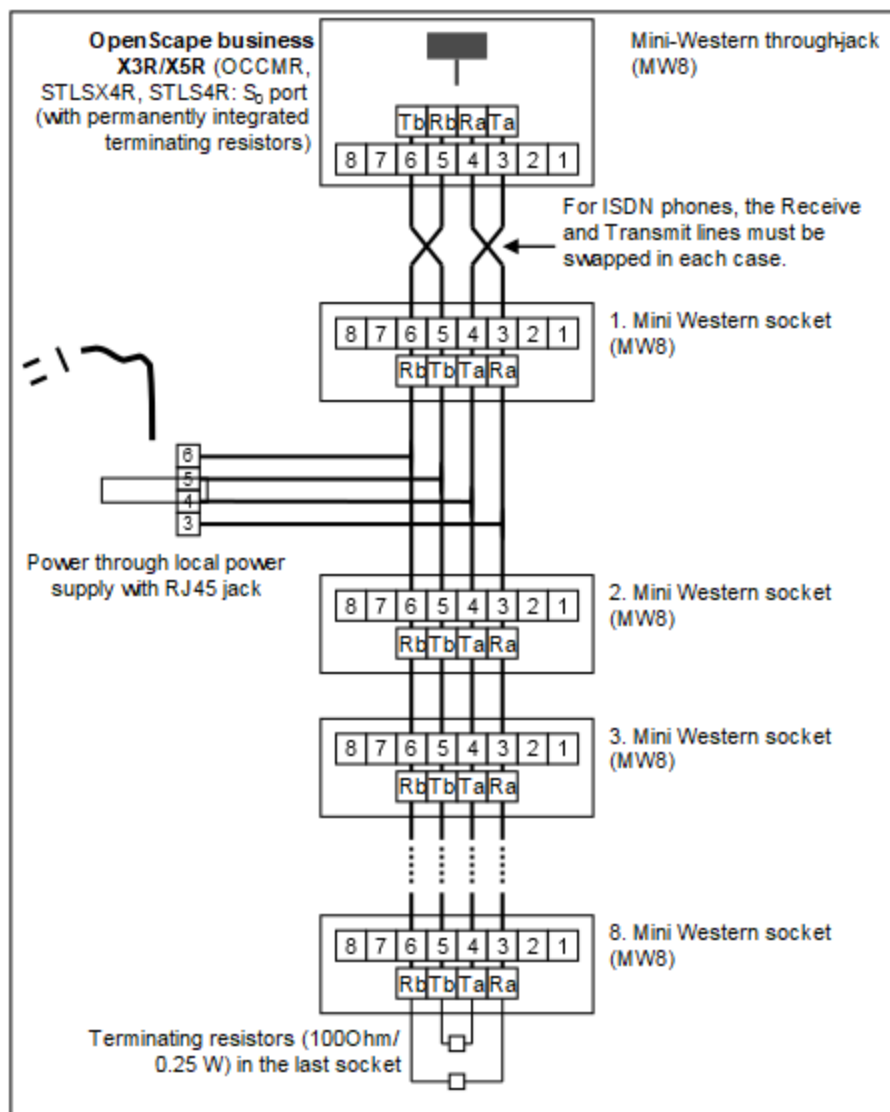 OpenScape business
X3R/X5R (OCCMR,
STLSX4R, STLS4R: S₀ port
(with permanently integrated
terminating resistors)
Mini-Western through-jack
(MW8)
Tb Rb Ra Ta
8 7 6 5 4 3 2 1
For ISDN phones, the Receive
and Transmit lines must be
swapped in each case.
1. Mini Western socket
(MW8)
8 7 6 5 4 3 2 1
Rb Tb Ta Ra
6
5
4
3
Power through local power
supply with RJ45 jack
2. Mini Western socket
(MW8)
8 7 6 5 4 3 2 1
Rb Tb Ta Ra
3. Mini Western socket
(MW8)
8 7 6 5 4 3 2 1
Rb Tb Ta Ra
8. Mini Western socket
(MW8)
8 7 6 5 4 3 2 1
Rb Tb Ta Ra
Terminating resistors (100Ohm/
0.25 W) in the last socket